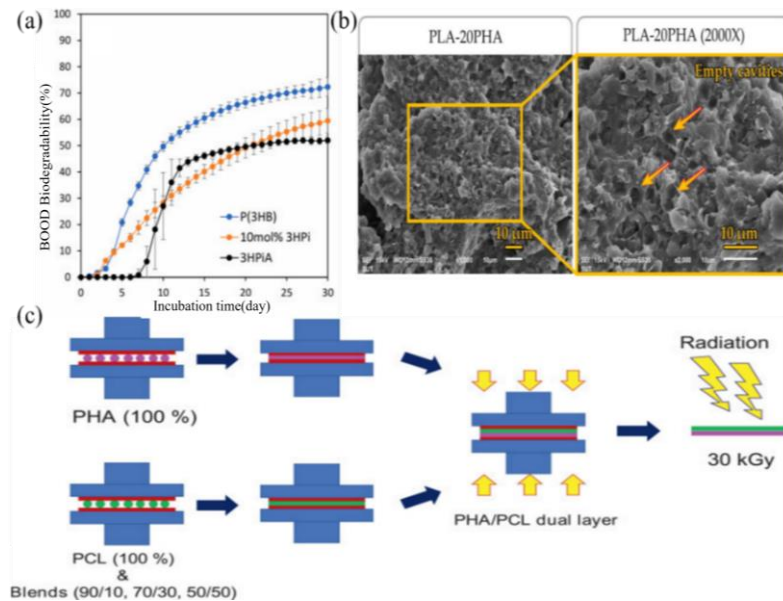 (a)
BOOD Biodegradability(%)
100
90
80
70
60
50
40
30
20
10
0
P(3HB)
10mol% 3HPi
3HPiA
0
5
10
15
20
25
30
Incubation time(day)
(b)
PLA-20PHA
PLA-20PHA (2000X)
Empty cavities
10 µm
10 µm
(c)
PHA (100 %)
PCL (100 %)
&
Blends (90/10, 70/30, 50/50)
PHA/PCL dual layer
Radiation
30 kGy